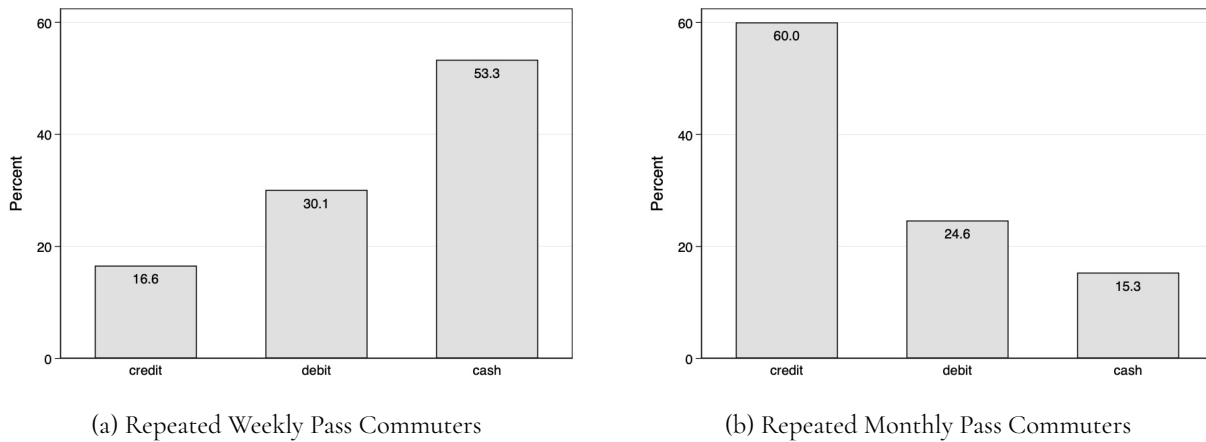 60
40
20
0
Percent
16.6
30.1
53.3
credit
debit
cash
(a) Repeated Weekly Pass Commuters
60
40
20
0
Percent
60.0
24.6
15.3
credit
debit
cash
(b) Repeated Monthly Pass Commuters